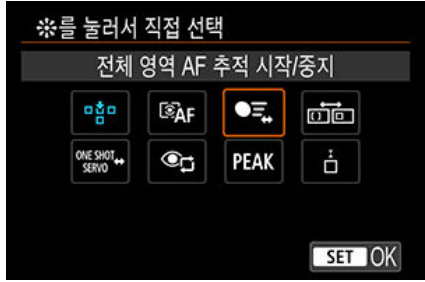 ※를 눌러서 직접 선택
전체 영역 AF 추적 시작/중지
AF
ONE SHOT
SERVO
PEAK
SET OK